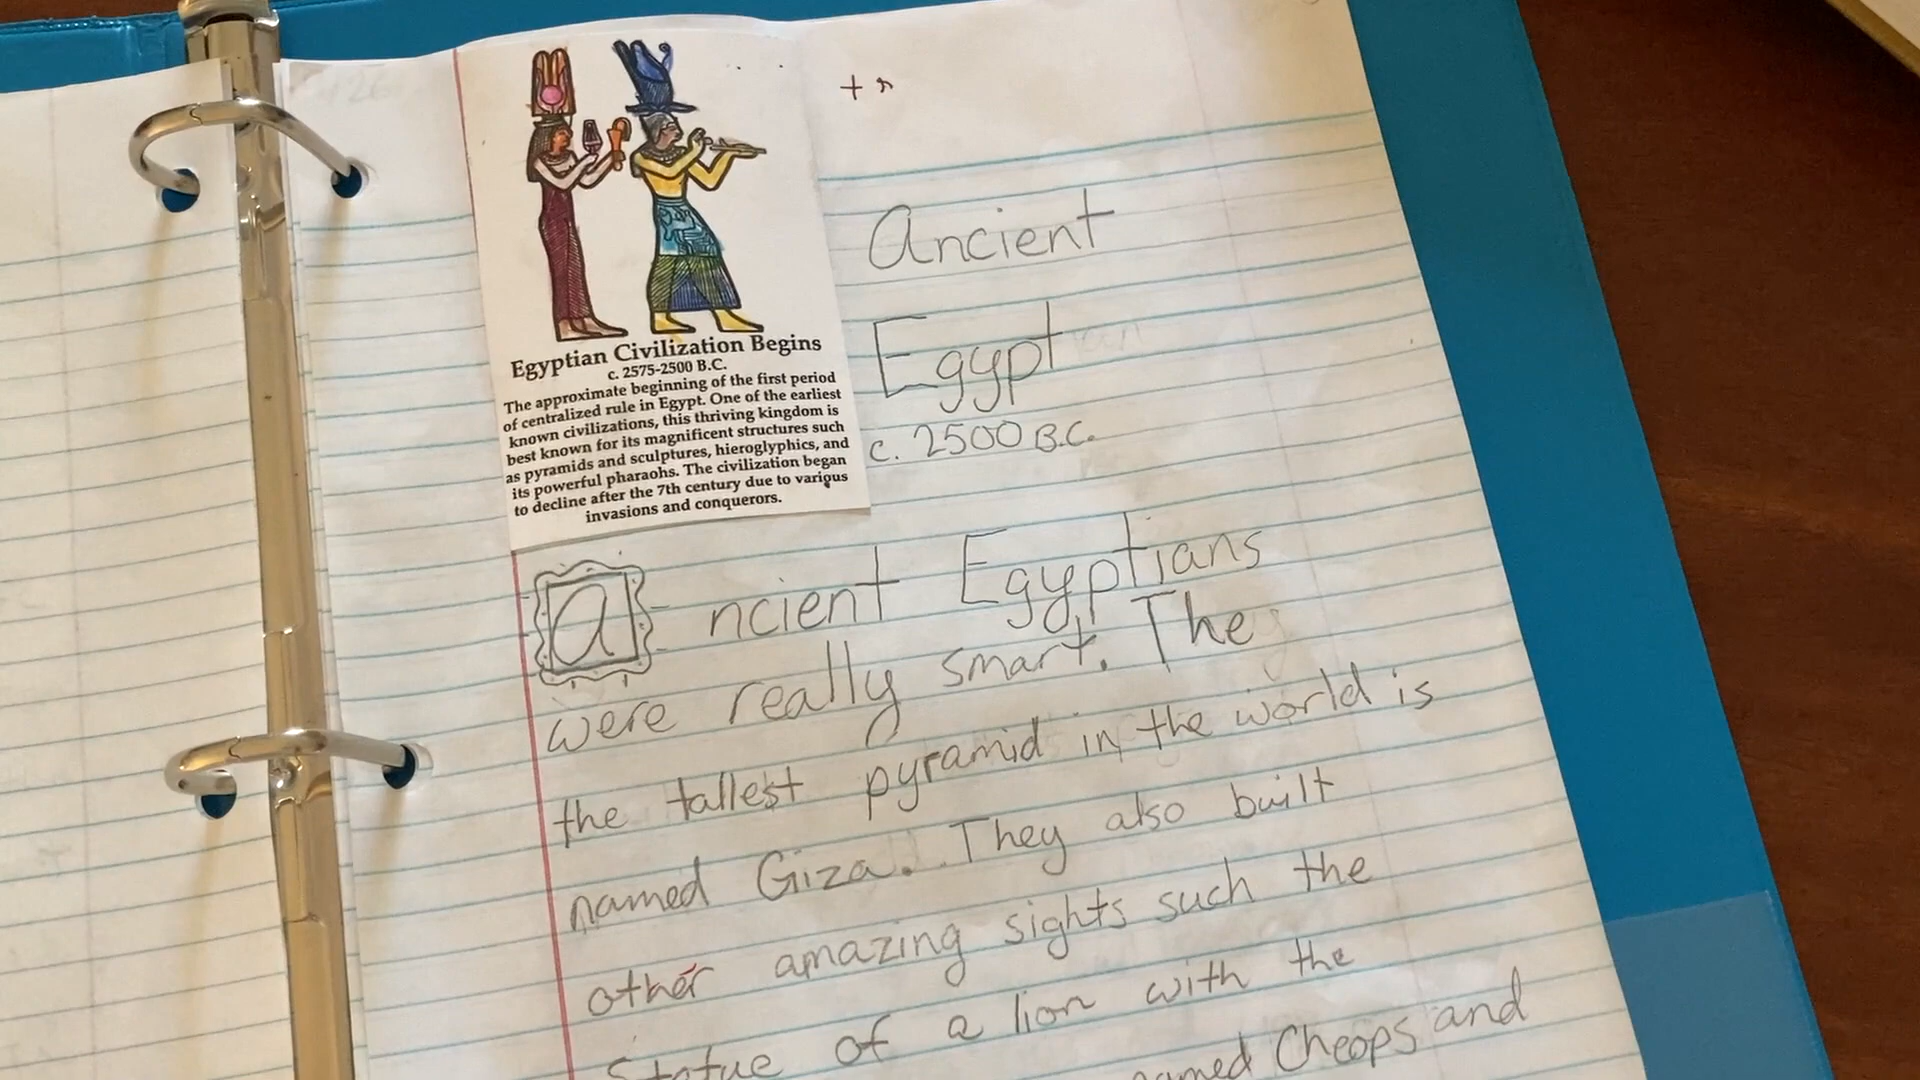 Egyptian Civilization Begins
c. 2575-2500 B.C.
The approximate beginning of the first period
of centralized rule in Egypt. One of the earliest
known civilizations, this thriving kingdom is
best known for its magnificent structures such
as pyramids and sculptures, hieroglyphics, and
its powerful pharaohs. The civilization began
to decline after the 7th century due to various
invasions and conquerors.
Ancient
Egypt
c. 2500 B.C.
Ancient Egyptians
were really smart. The
the tallest pyramid in the world is
named Giza. They also built
other amazing sights such the
Statue of a lion with the
named Cheops and